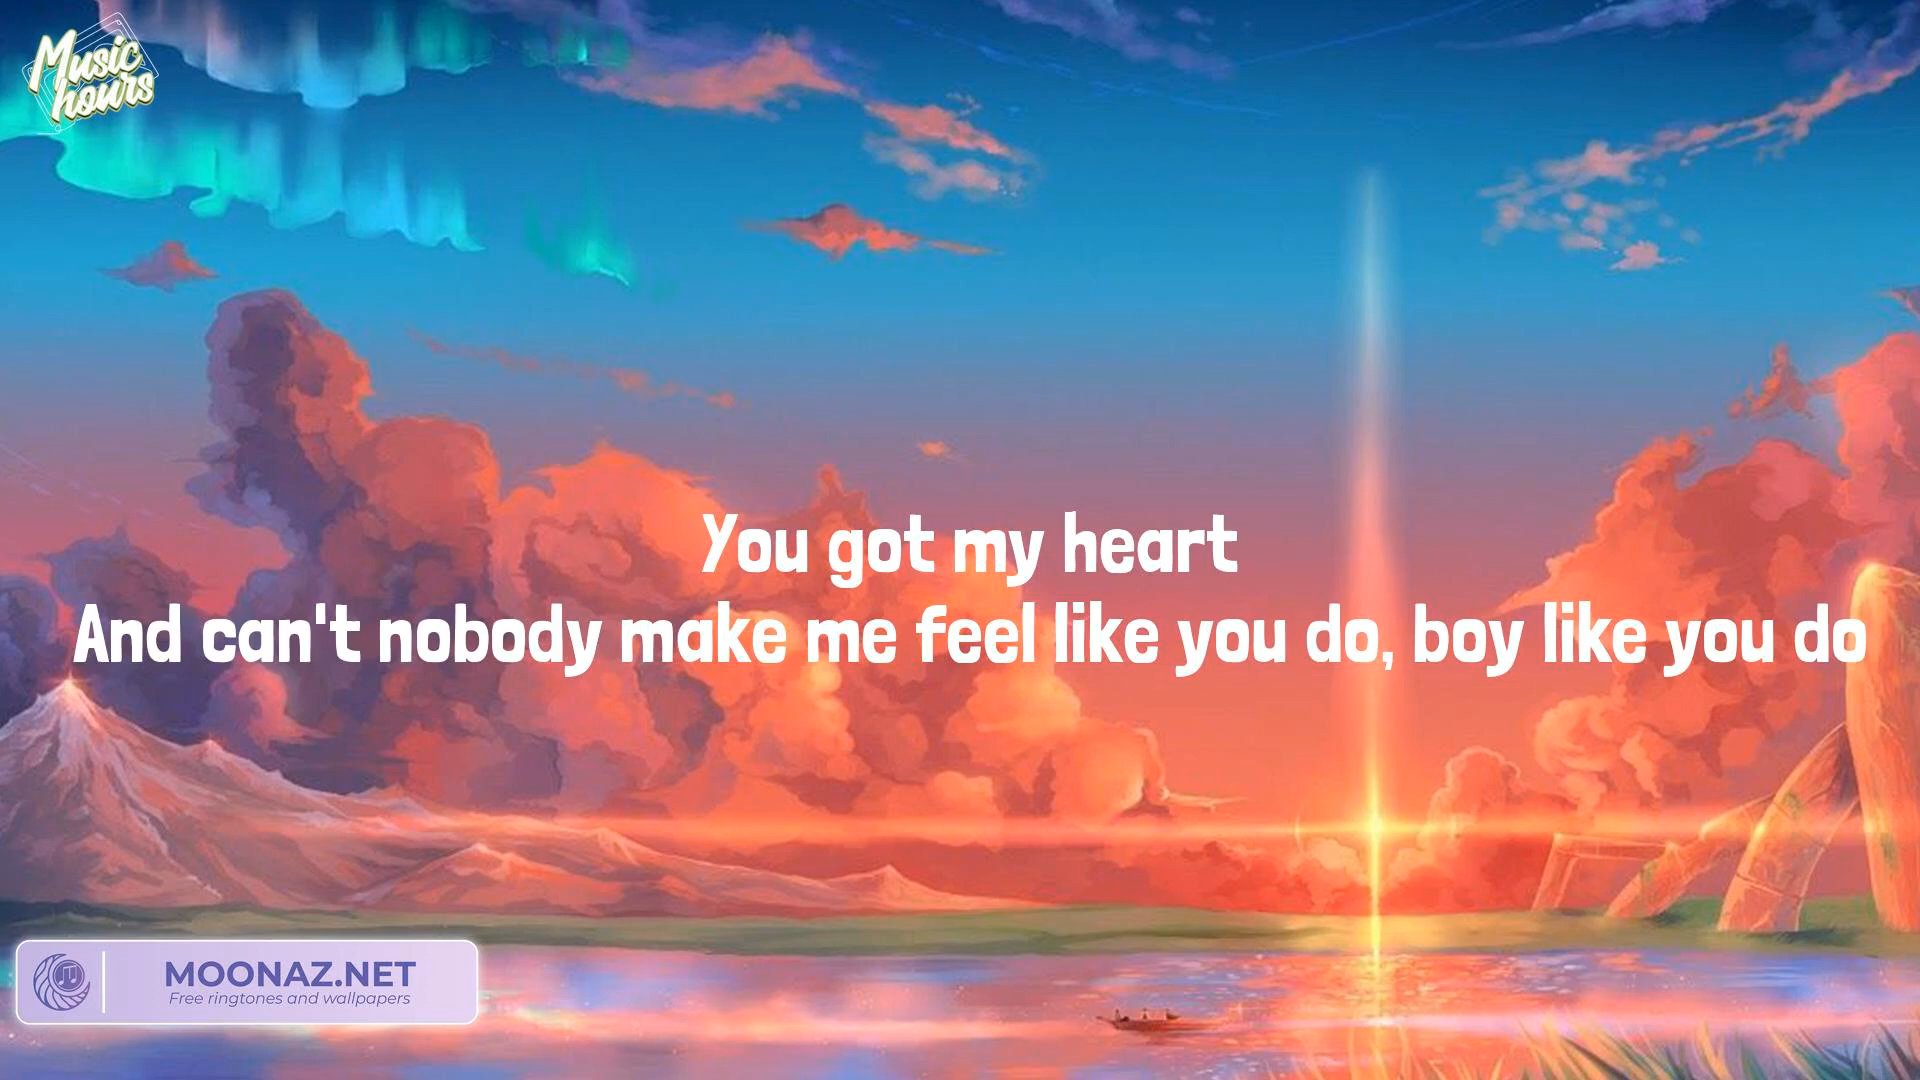 Music
hours
You got my heart
And can't nobody make me feel like you do, boy like you do
MOONAZ.NET
Free ringtones and wallpapers